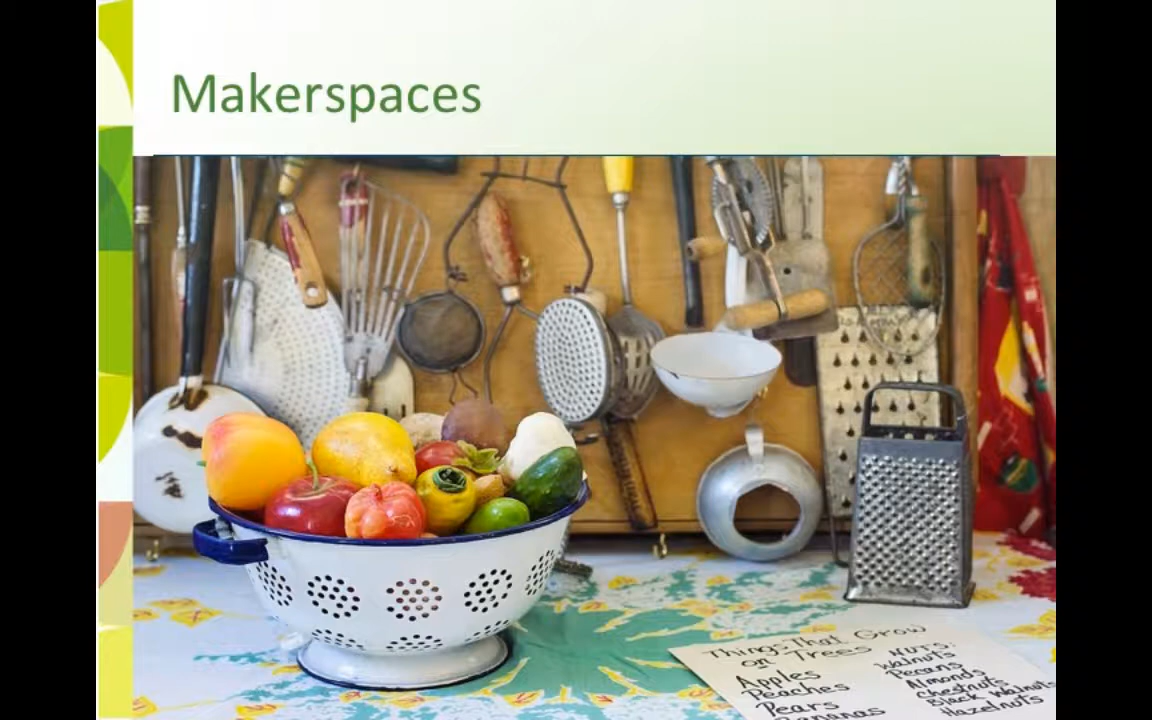 Makerspaces
Things That Grow
on Trees
Apples
Peaches
Pears
Bananas
NUTS:
Walnuts
Pecans
Almonds
Chestnuts
Black Walnuts
Hazelnuts